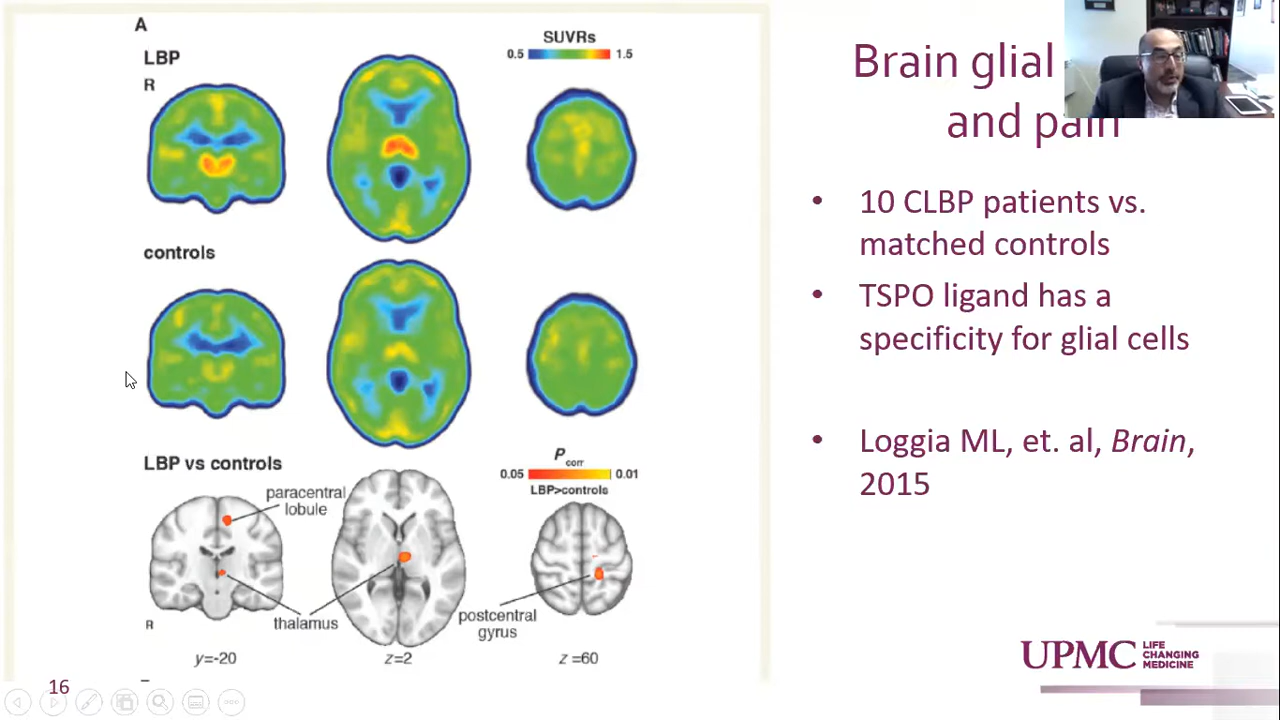 A
LBP
R
SUVRs
0.5 1.5
controls
LBP vs controls
P corr
0.05 0.01
LBP>controls
paracentral
lobule
thalamus
postcentral
gyrus
R
y=-20 z=2 z =60
Brain glial
and pain
• 10 CLBP patients vs.
matched controls
• TSPO ligand has a
specificity for glial cells
• Loggia ML, et. al, Brain,
2015
16
UPMC LIFE
CHANGING
MEDICINE